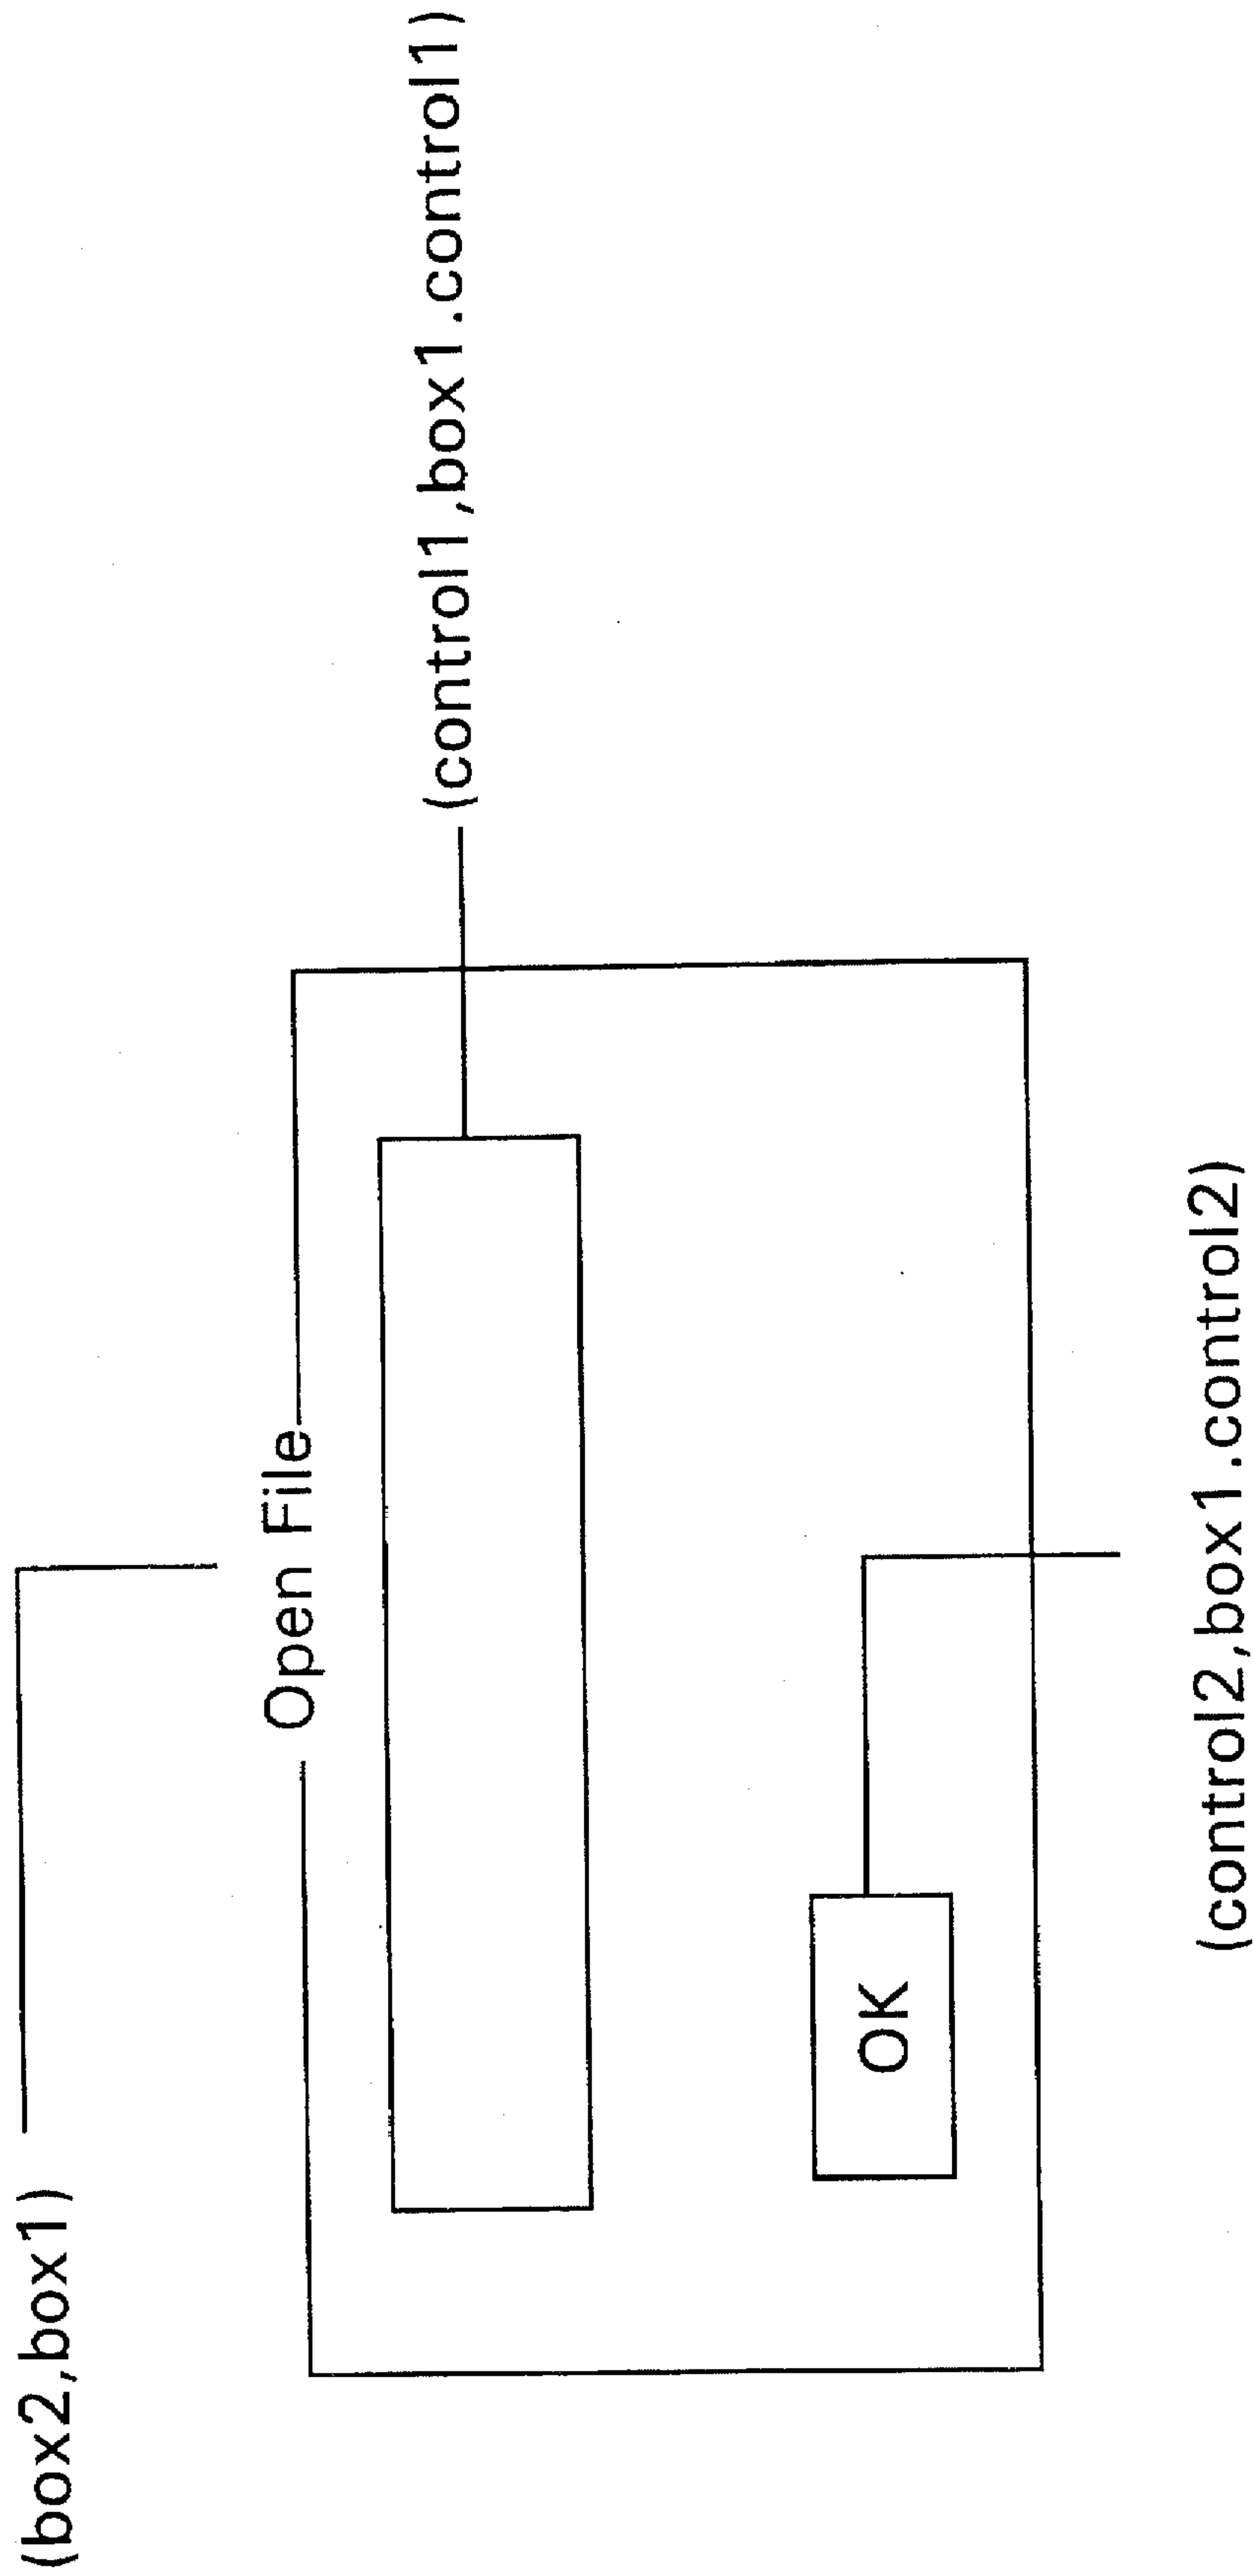 (box2,box1)
Open File
(control1,box1.control1)
OK
(control2,box1.control2)